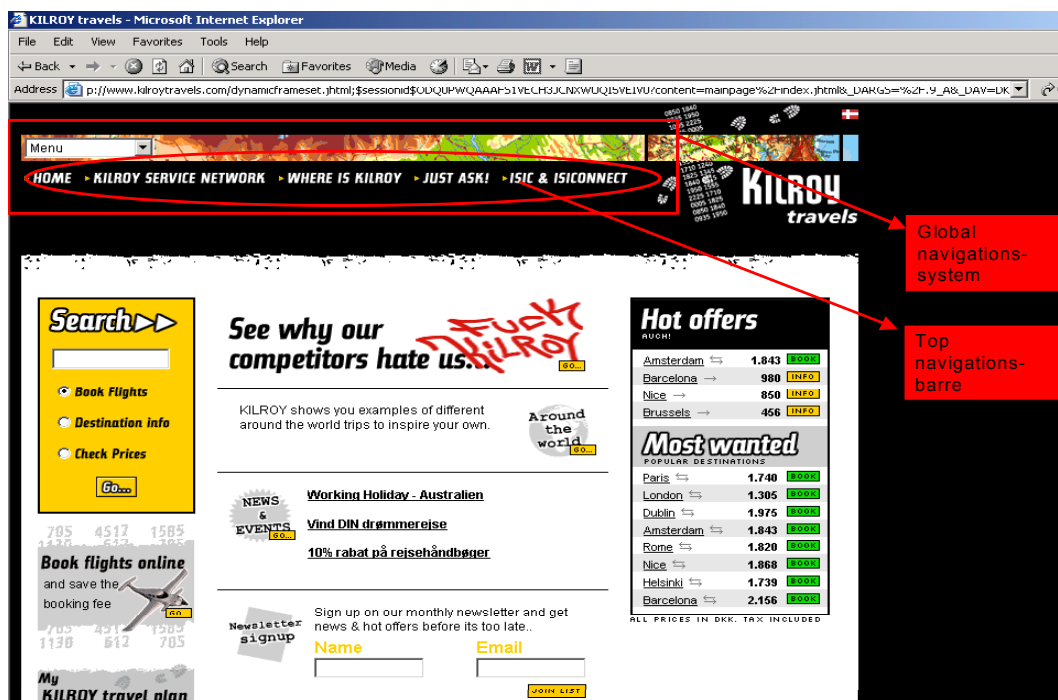 KILROY travels - Microsoft Internet Explorer
File Edit View Favorites Tools Help
Back Search Favorites Media
Address
Menu
HOME KILROY SERVICE NETWORK WHERE IS KILROY JUST ASK! ISIC & ISICONNECT
KILROY
travels
Global
navigations-
system
Top
navigations-
barre
Search
Book Flights
Destination info
Check Prices
Go...
705 4512 1585
Book flights online
and save the
booking fee
GO
1130 612 705
My
KILROY travel plan
See why our
competitors hate us...
FUCK
KILROY
GO...
KILROY shows you examples of different
around the world trips to inspire your own.
Around
the
world
GO...
NEWS
&
EVENTS
GO...
Working Holiday - Australien
Vind DIN drømmerejse
10% rabat på rejsehåndbøger
Newsletter
signup
Sign up on our monthly newsletter and get
news & hot offers before its too late..
Name Email
JOIN LIST
Hot offers
AUCH!
Amsterdam 1.843 BOOK
Barcelona 980 INFO
Nice 850 INFO
Brussels 456 INFO
Most wanted
POPULAR DESTINATIONS
Paris 1.740 BOOK
London 1.305 BOOK
Dublin 1.975 BOOK
Amsterdam 1.843 BOOK
Rome 1.820 BOOK
Nice 1.868 BOOK
Helsinki 1.739 BOOK
Barcelona 2.156 BOOK
ALL PRICES IN DKK. TAX INCLUDED